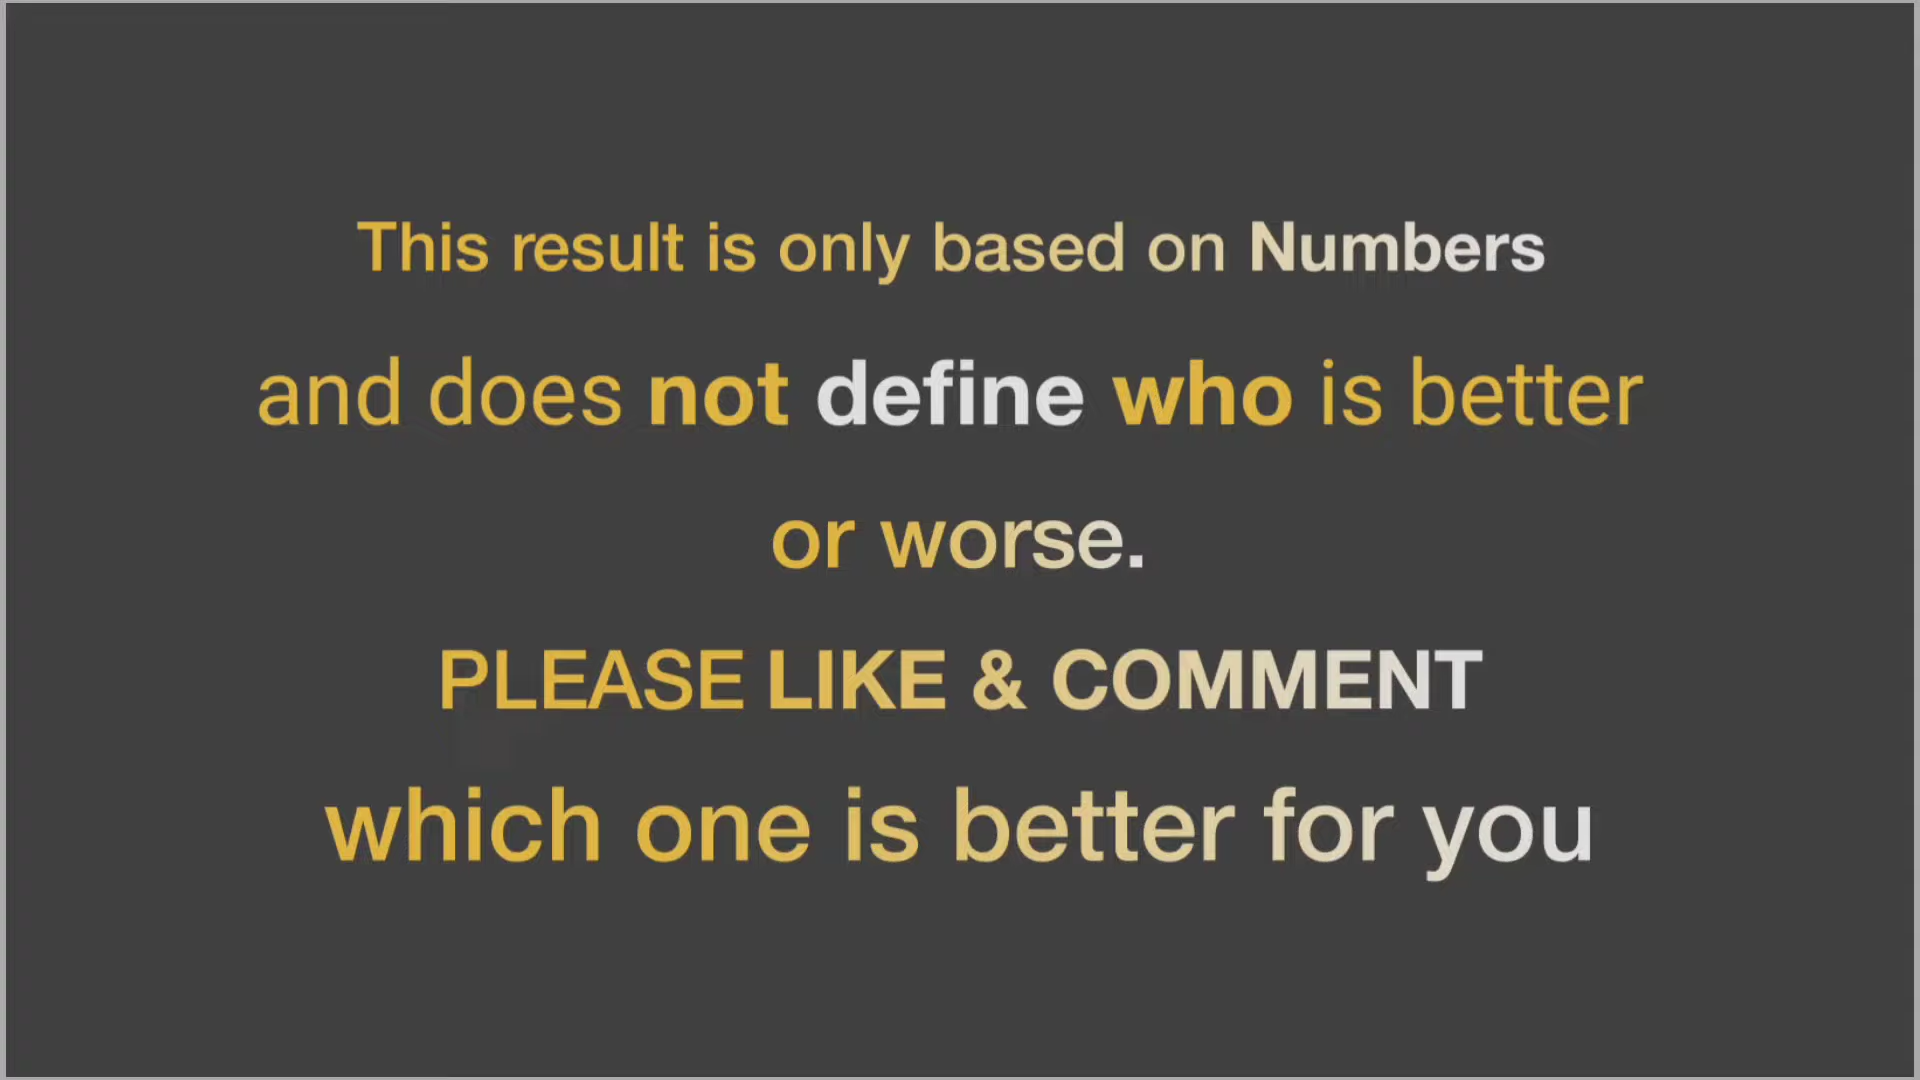 This result is only based on Numbers
and does not define who is better
or worse.
PLEASE LIKE & COMMENT
which one is better for you